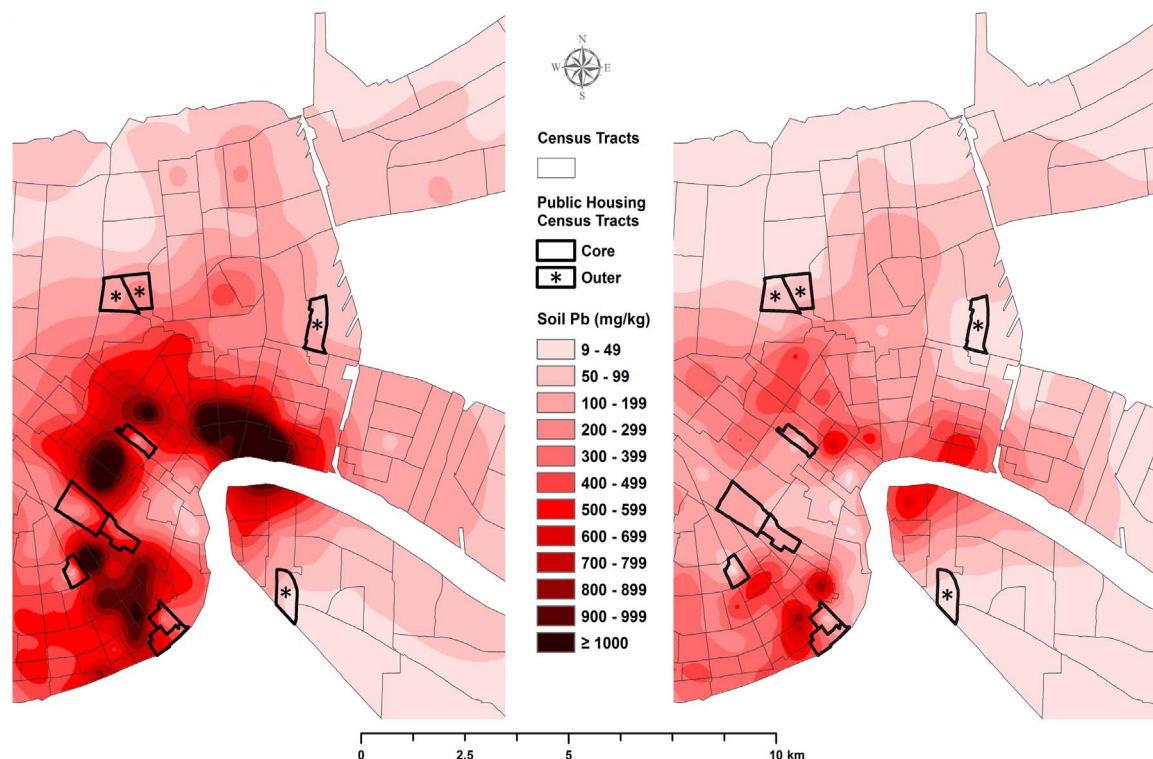 N
W E
S
Census Tracts
Public Housing
Census Tracts
Core
* Outer
*
*
*
*
*
*
*
*
Soil Pb (mg/kg)
9 - 49
50 - 99
100 - 199
200 - 299
300 - 399
400 - 499
500 - 599
600 - 699
700 - 799
800 - 899
900 - 999
≥ 1000
0 2.5 5 10 km